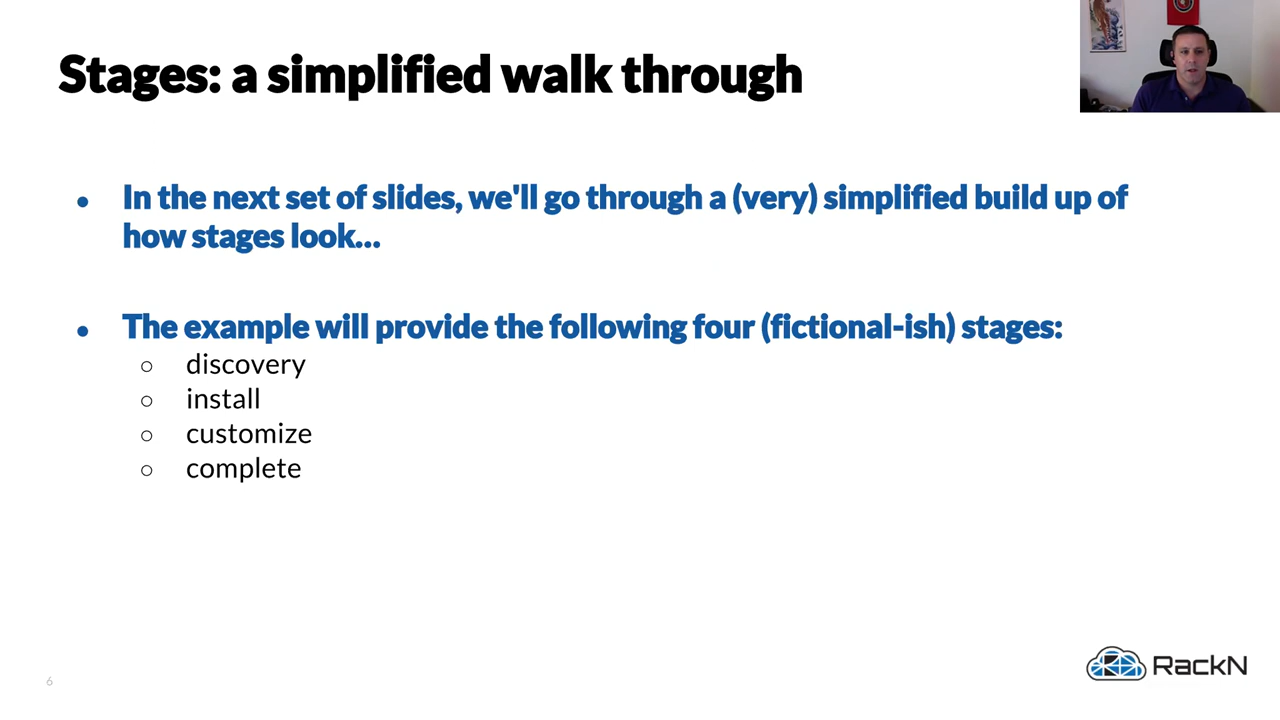 Stages: a simplified walk through
● In the next set of slides, we'll go through a (very) simplified build up of
how stages look...
● The example will provide the following four (fictional-ish) stages:
○ discovery
○ install
○ customize
○ complete
6
RackN